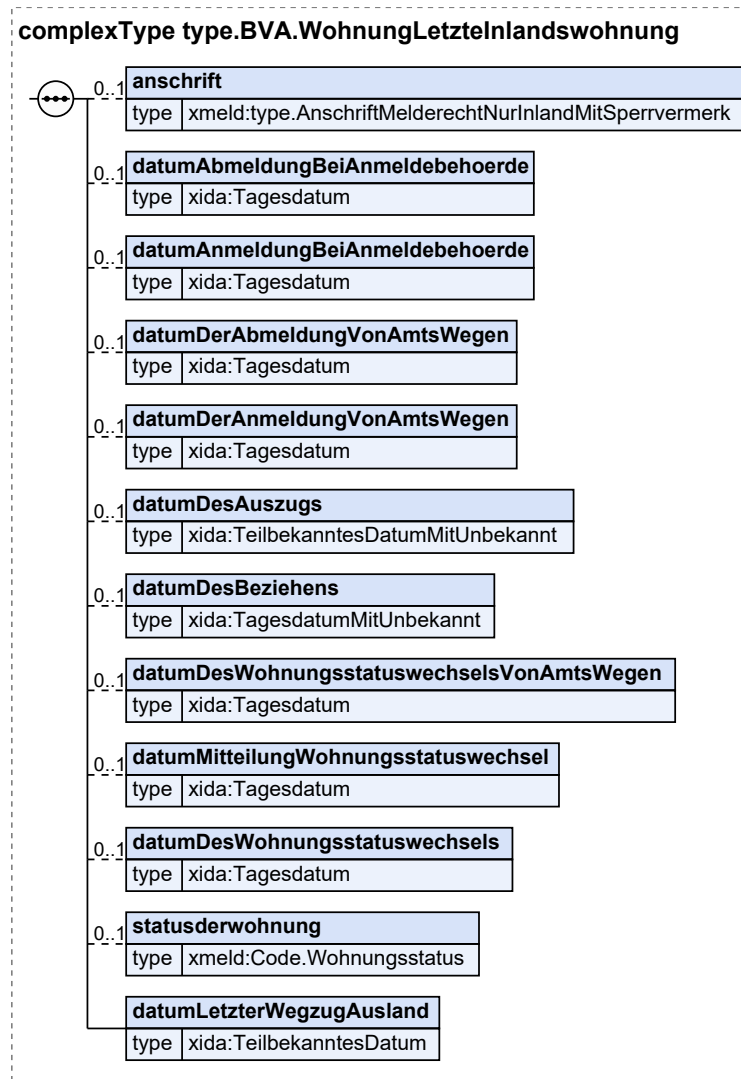 complexType type.BVA.WohnungLetzteInlandswohnung
0..1 anschrift
type xmeld:type.AnschriftMelderechtNurInlandMitSperrvermerk
0..1 datumAbmeldungBeiAnmeldebehoerde
type xida:Tagesdatum
0..1 datumAnmeldungBeiAnmeldebehoerde
type xida:Tagesdatum
0..1 datumDerAbmeldungVonAmtsWegen
type xida:Tagesdatum
0..1 datumDerAnmeldungVonAmtsWegen
type xida:Tagesdatum
0..1 datumDesAuszugs
type xida:TeilbekanntesDatumMitUnbekannt
0..1 datumDesBeziehens
type xida:TagesdatumMitUnbekannt
0..1 datumDesWohnungsstatuswechselsVonAmtsWegen
type xida:Tagesdatum
0..1 datumMitteilungWohnungsstatuswechsel
type xida:Tagesdatum
0..1 datumDesWohnungsstatuswechsels
type xida:Tagesdatum
0..1 statusderwohnung
type xmeld:Code.Wohnungsstatus
datumLetzterWegzugAusland
type xida:TeilbekanntesDatum